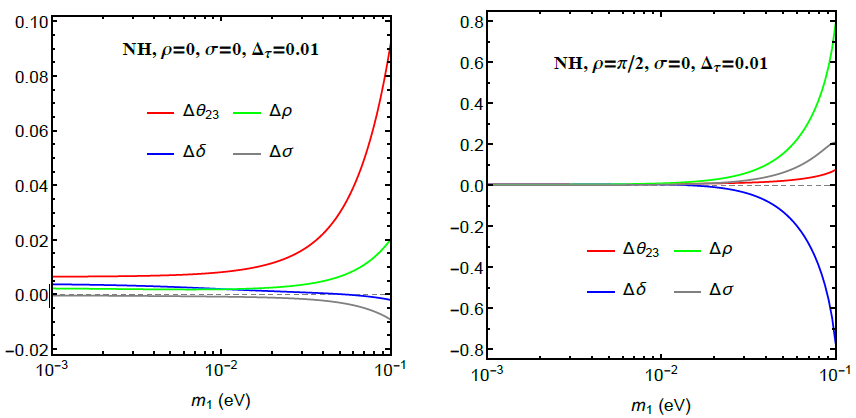 NH, ρ=0, σ=0, Δτ=0.01
Δθ23 Δρ
Δδ Δσ
0.10
0.08
0.06
0.04
0.02
0.00
−0.02
10−3 10−2 10−1
m1 (eV)
NH, ρ=π/2, σ=0, Δτ=0.01
Δθ23 Δρ
Δδ Δσ
0.8
0.6
0.4
0.2
0.0
−0.2
−0.4
−0.6
−0.8
10−3 10−2 10−1
m1 (eV)